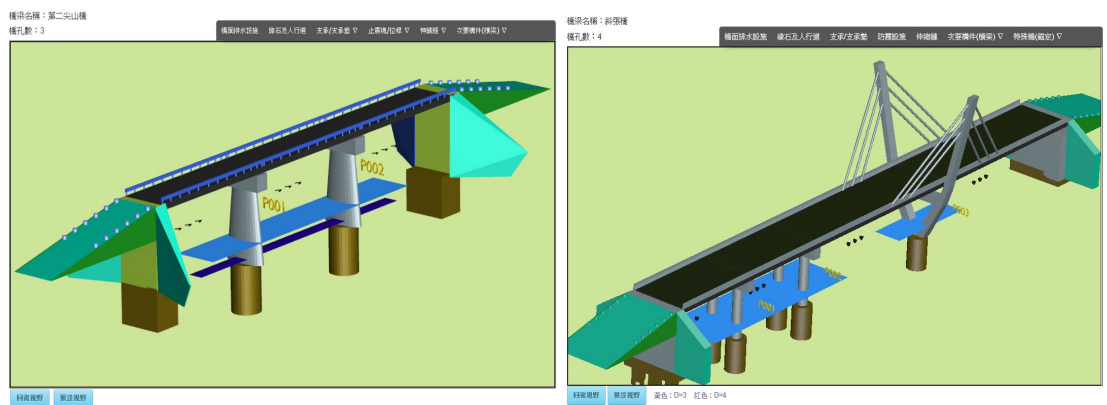 橋梁名稱：第二尖山橋
橋孔數：3
橋面排水設施 緣石及人行道 支承/支承墊 ▽ 止震塊/拉桿 ▽ 伸縮縫 ▽ 次要構件(橫梁) ▽
P002
P001
回復視野 預設視野
橋梁名稱：斜張橋
橋孔數：4
橋面排水設施 緣石及人行道 支承/支承墊 防震設施 伸縮縫 次要構件(橫梁) ▽ 特殊橋(錨定) ▽
P003
P001
回復視野 預設視野 黃色：D=3 紅色：D=4